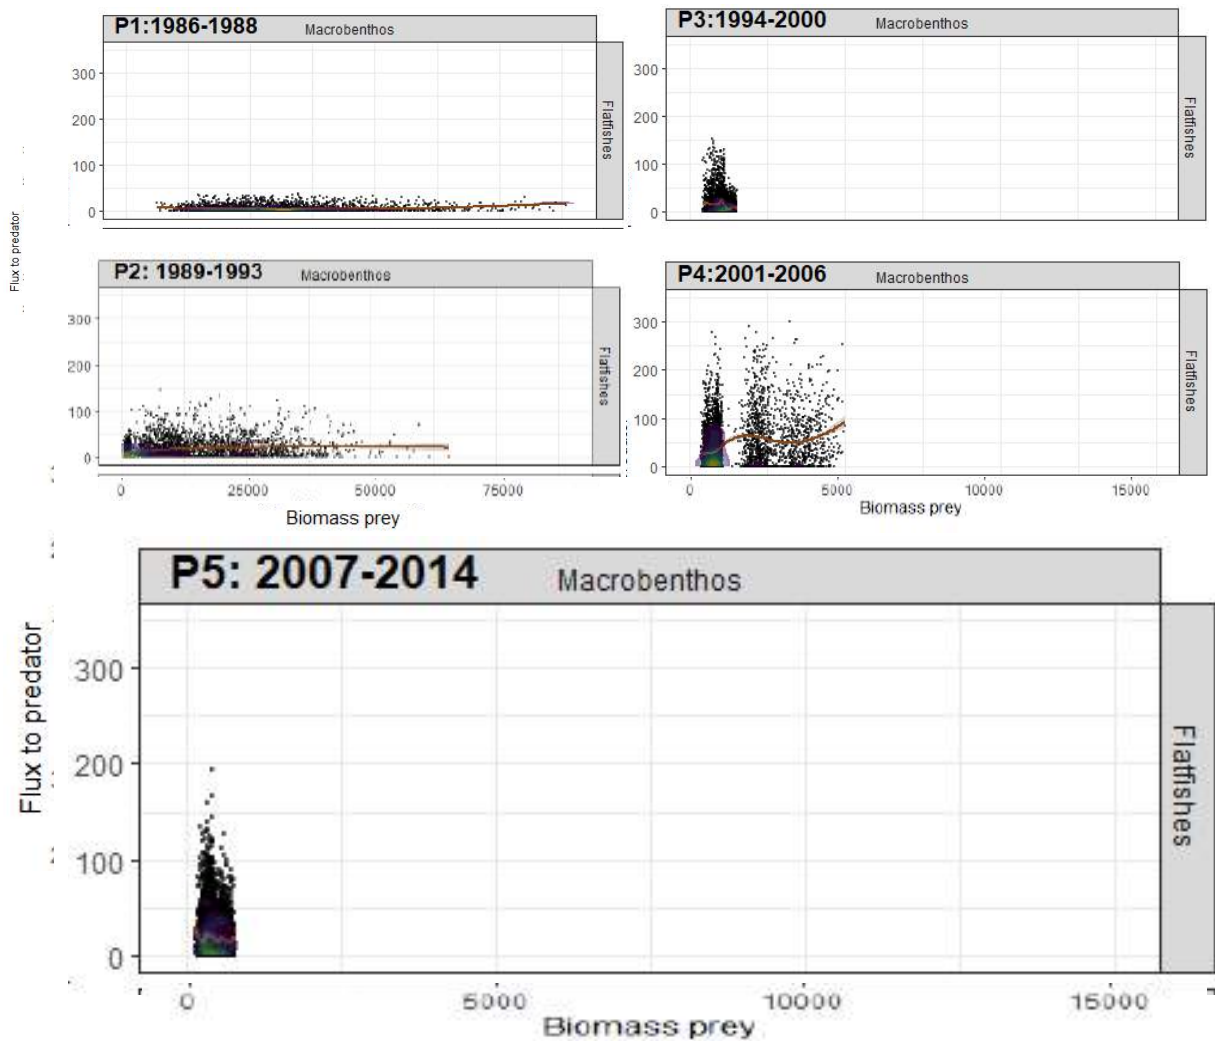 P1:1986-1988 Macrobenthos
300
200
100
0
Flatfishes
P3:1994-2000 Macrobenthos
300
200
100
0
Flatfishes
Flux to predator
P2: 1989-1993 Macrobenthos
300
200
100
0
Flatfishes
0 25000 50000 75000
Biomass prey
P4:2001-2006 Macrobenthos
300
200
100
0
Flatfishes
0 5000 10000 15000
Biomass prey
P5: 2007-2014 Macrobenthos
Flux to predator
300
200
100
0
Flatfishes
0 5000 10000 15000
Biomass prey